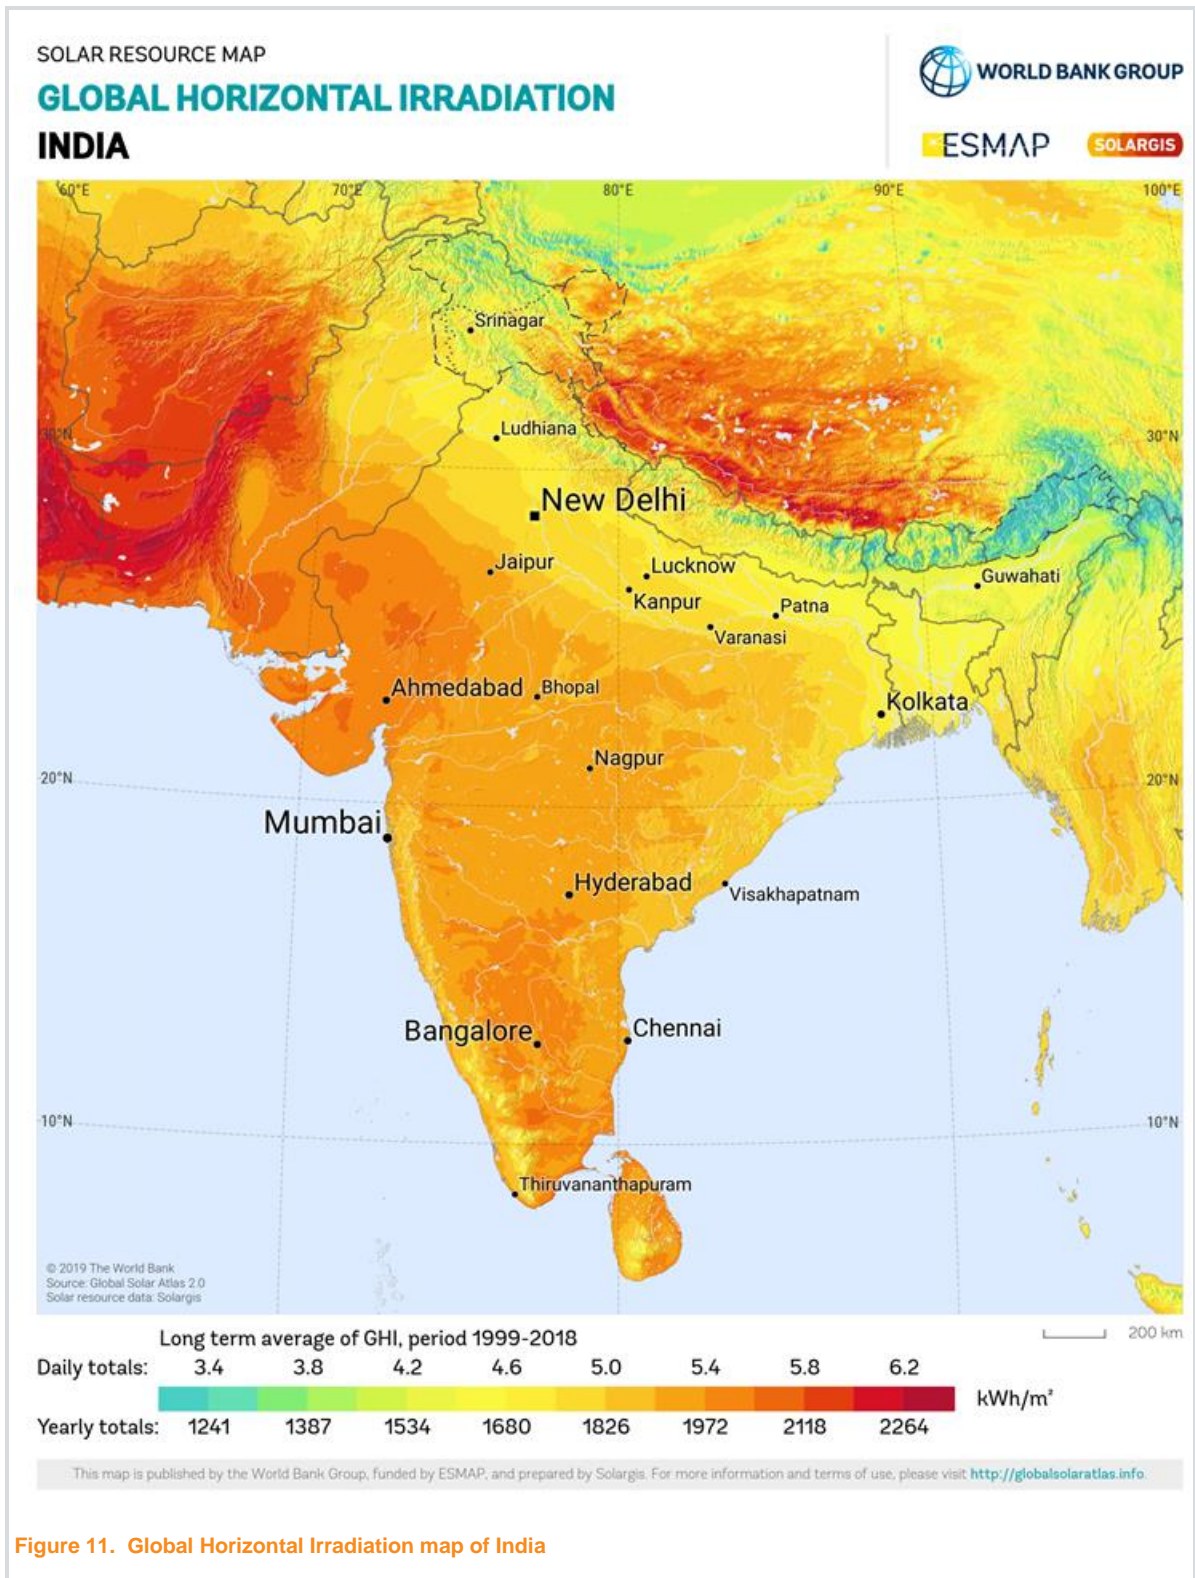 SOLAR RESOURCE MAP
GLOBAL HORIZONTAL IRRADIATION
INDIA
WORLD BANK GROUP
ESMAP
SOLARGIS
60°E 70°E 80°E 90°E 100°E
Srinagar
Ludhiana
30°N 30°N
New Delhi
Jaipur
Lucknow
Guwahati
Kanpur
Patna
Varanasi
Ahmedabad
Bhopal
Kolkata
Nagpur
20°N 20°N
Mumbai
Hyderabad
Visakhapatnam
Bangalore
Chennai
10°N 10°N
Thiruvananthapuram
© 2019 The World Bank
Source: Global Solar Atlas 2.0
Solar resource data: Solargis
Long term average of GHI, period 1999-2018
200 km
Daily totals: 3.4 3.8 4.2 4.6 5.0 5.4 5.8 6.2
kWh/m²
Yearly totals: 1241 1387 1534 1680 1826 1972 2118 2264
This map is published by the World Bank Group, funded by ESMAP, and prepared by Solargis. For more information and terms of use, please visit http://globalsolaratlas.info.
Figure 11. Global Horizontal Irradiation map of India